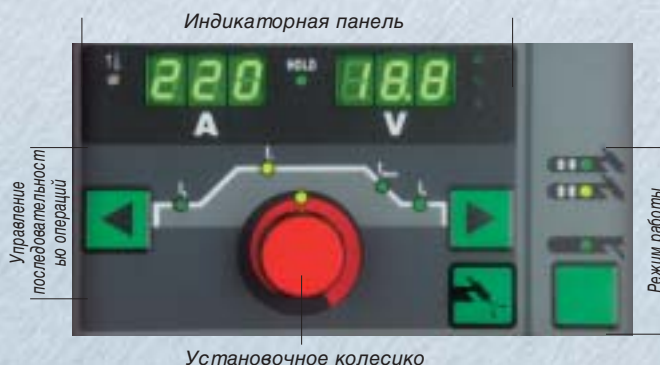 Индикаторная панель
220 HOLD 18.8
A V
Управление
последовательност
ью операций
Режим работы
Установочное колесико